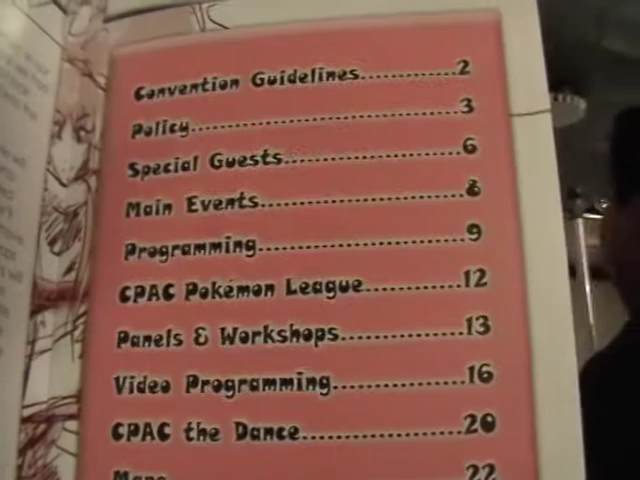 Convention Guidelines.............2
Policy...................................3
Special Guests.......................6
Main Events...........................8
Programming...........................9
CPAC Pokémon League............12
Panels & Workshops...............13
Video Programming.................16
CPAC the Dance.....................20
Maps.......................................22